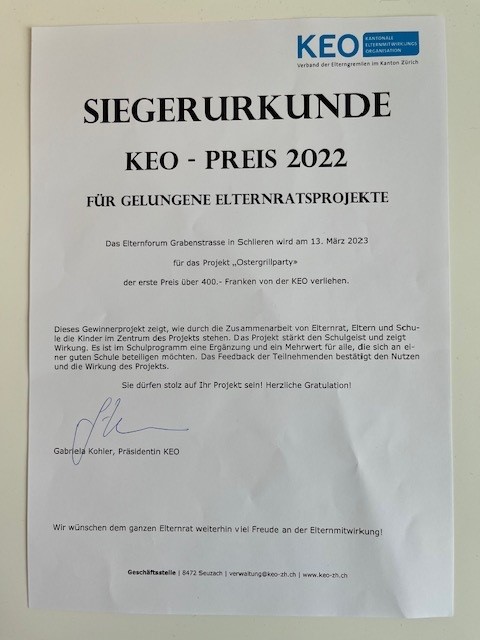 KEO KANTONALE
ELTERNMITWIRKUNGS
ORGANISATION
Verband der Elterngremien im Kanton Zürich
SIEGERURKUNDE
KEO - PREIS 2022
FÜR GELUNGENE ELTERNRATSPROJEKTE
Das Elternforum Grabenstrasse in Schlieren wird am 13. März 2023
für das Projekt „Ostergrillparty»
der erste Preis über 400.- Franken von der KEO verliehen.
Dieses Gewinnerprojekt zeigt, wie durch die Zusammenarbeit von Elternrat, Eltern und Schu-
le die Kinder im Zentrum des Projekts stehen. Das Projekt stärkt den Schulgeist und zeigt
Wirkung. Es ist im Schulprogramm eine Ergänzung und ein Mehrwert für alle, die sich an ei-
ner guten Schule beteiligen möchten. Das Feedback der Teilnehmenden bestätigt den Nutzen
und die Wirkung des Projekts.
Sie dürfen stolz auf Ihr Projekt sein! Herzliche Gratulation!
Gabriela Kohler, Präsidentin KEO
Wir wünschen dem ganzen Elternrat weiterhin viel Freude an der Elternmitwirkung!
Geschäftsstelle | 8472 Seuzach | verwaltung@keo-zh.ch | www.keo-zh.ch